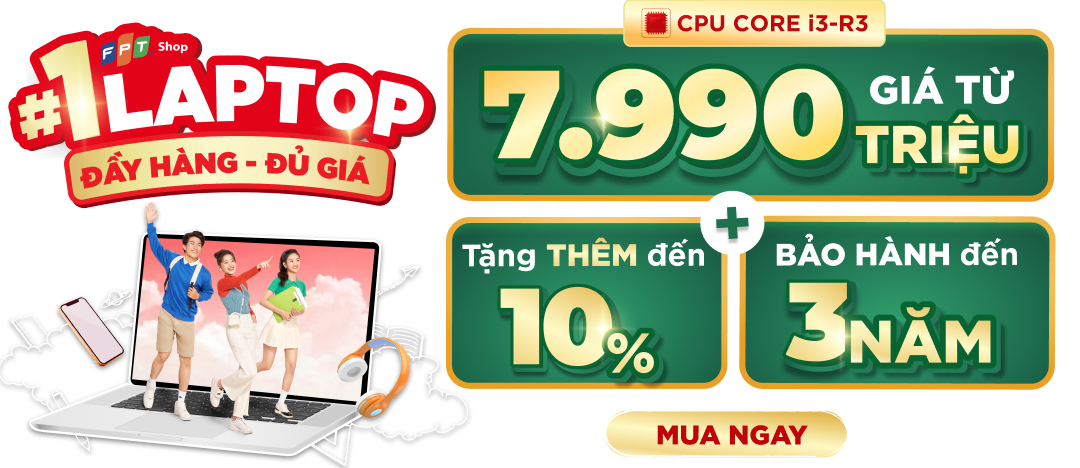 FPT Shop
#1 LAPTOP
ĐẦY HÀNG - ĐỦ GIÁ
CPU CORE i3-R3
GIÁ TỪ
7.990 TRIỆU
Tặng THÊM đến
10%
+
BẢO HÀNH đến
3 NĂM
MUA NGAY